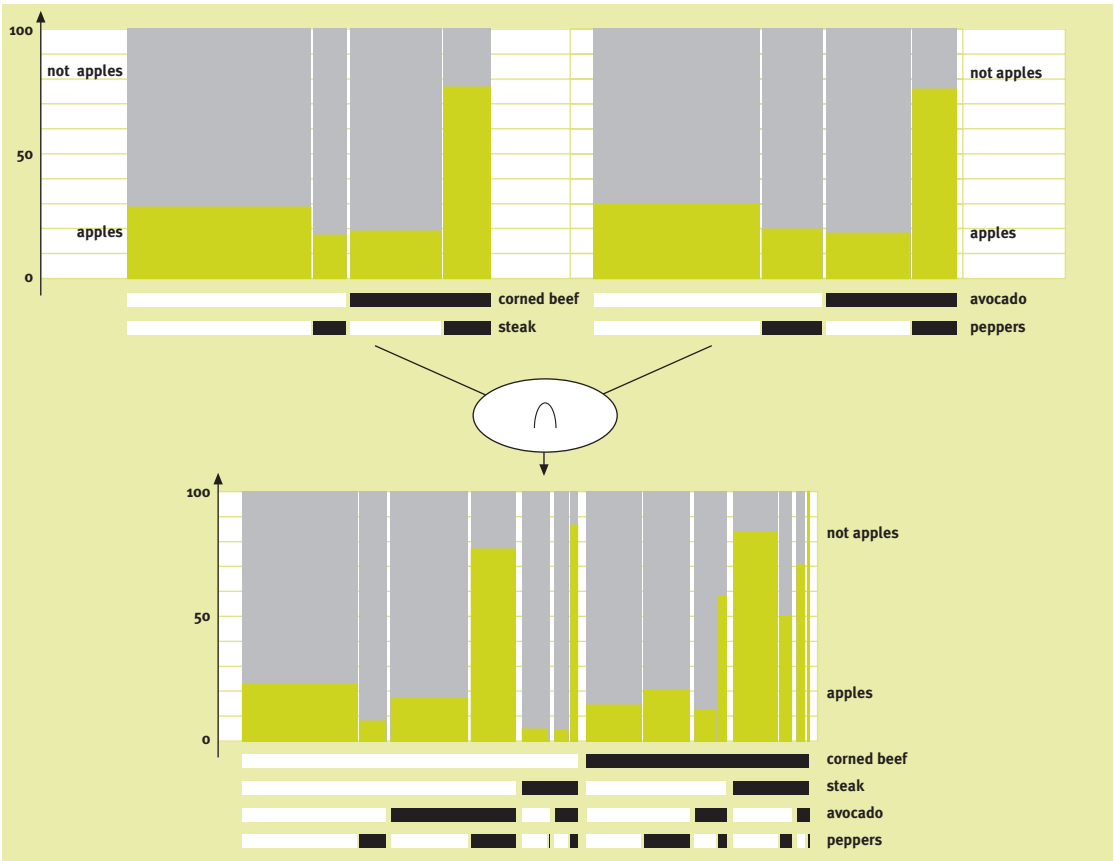 100
not apples
not apples
50
apples
apples
0
corned beef
avocado
steak
peppers
100
not apples
50
apples
0
corned beef
steak
avocado
peppers